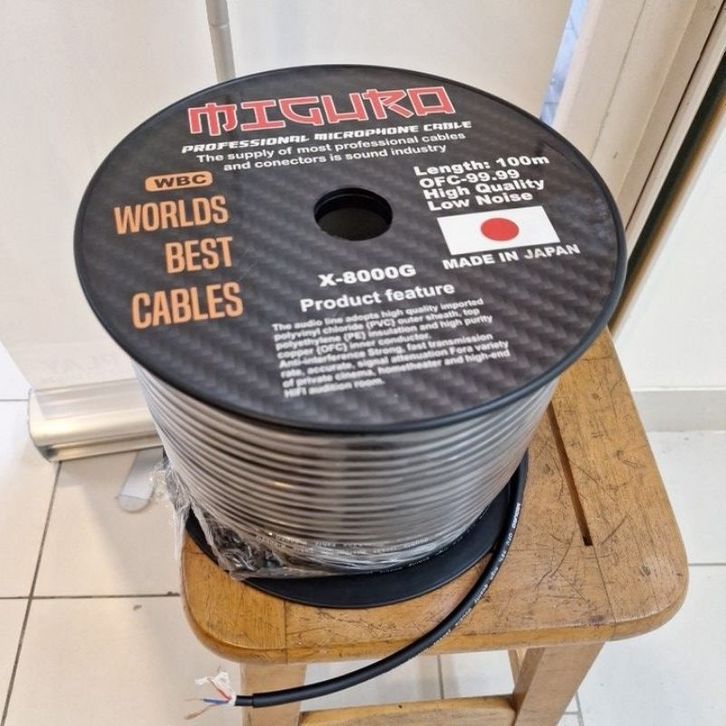 MIGURO
PROFESSIONAL MICROPHONE CABLE
The supply of most professional cables
and conectors is sound industry
WBC
WORLDS
BEST
CABLES
Length: 100m
OFC-99.99
High Quality
Low Noise
MADE IN JAPAN
X-8000G
Product feature
The audio line adopts high quality imported
polyvinyl chloride (PVC) outer sheath, top
polyethylene (PE) insulation and high purity
copper (OFC) inner conductor.
Anti-interference Strong, fast transmission
rate, accurate, signal attenuation Fora variety
of private cinema, hometheater and high-end
HIFI audition room.